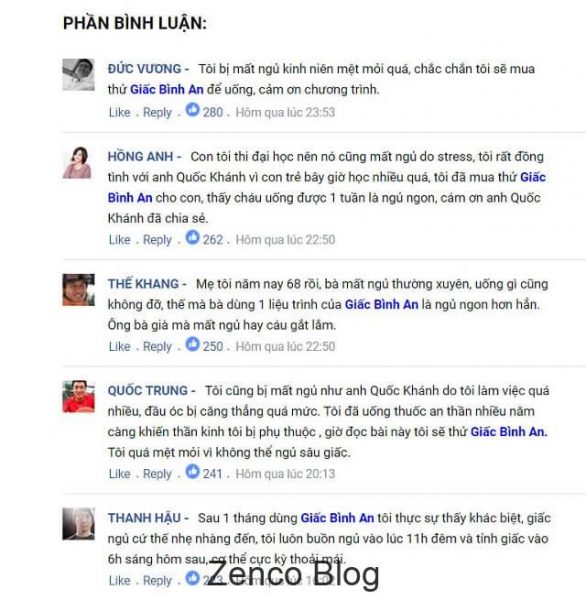 PHẦN BÌNH LUẬN:
ĐỨC VƯƠNG - Tôi bị mất ngủ kinh niên mệt mỏi quá, chắc chắn tôi sẽ mua
thử Giấc Bình An để uống, cảm ơn chương trình.
Like . Reply . 280 . Hôm qua lúc 23:53
HỒNG ANH - Con tôi thi đại học nên nó cũng mất ngủ do stress, tôi rất đồng
tình với anh Quốc Khánh vì con trẻ bây giờ học nhiều quá, tôi đã mua thử Giấc
Bình An cho con, thấy cháu uống được 1 tuần là ngủ ngon, cám ơn anh Quốc
Khánh đã chia sẻ.
Like . Reply . 262 . Hôm qua lúc 22:50
THẾ KHANG - Mẹ tôi năm nay 68 rồi, bà mất ngủ thường xuyên, uống gì cũng
không đỡ, thế mà bà dùng 1 liệu trình của Giấc Bình An là ngủ ngon hơn hẳn.
Ông bà già mà mất ngủ hay cáu gắt lắm.
Like . Reply . 250 . Hôm qua lúc 22:50
QUỐC TRUNG - Tôi cũng bị mất ngủ như anh Quốc Khánh do tôi làm việc quá
nhiều, đầu óc bị căng thẳng quá mức. Tôi đã uống thuốc an thần nhiều năm
càng khiến thần kinh tôi bị phụ thuộc , giờ đọc bài này tôi sẽ thử Giấc Bình An.
Tôi quá mệt mỏi vì không thể ngủ sâu giấc.
Like . Reply . 241 . Hôm qua lúc 20:13
THANH HẬU - Sau 1 tháng dùng Giấc Bình An tôi thực sự thấy khác biệt, giấc
ngủ cứ thế nhẹ nhàng đến, tôi luôn buồn ngủ vào lúc 11h đêm và tỉnh giấc vào
6h sáng hôm sau, cơ thể cực kỳ thoải mái.
Like . Reply . Hôm qua lúc
Zenco Blog